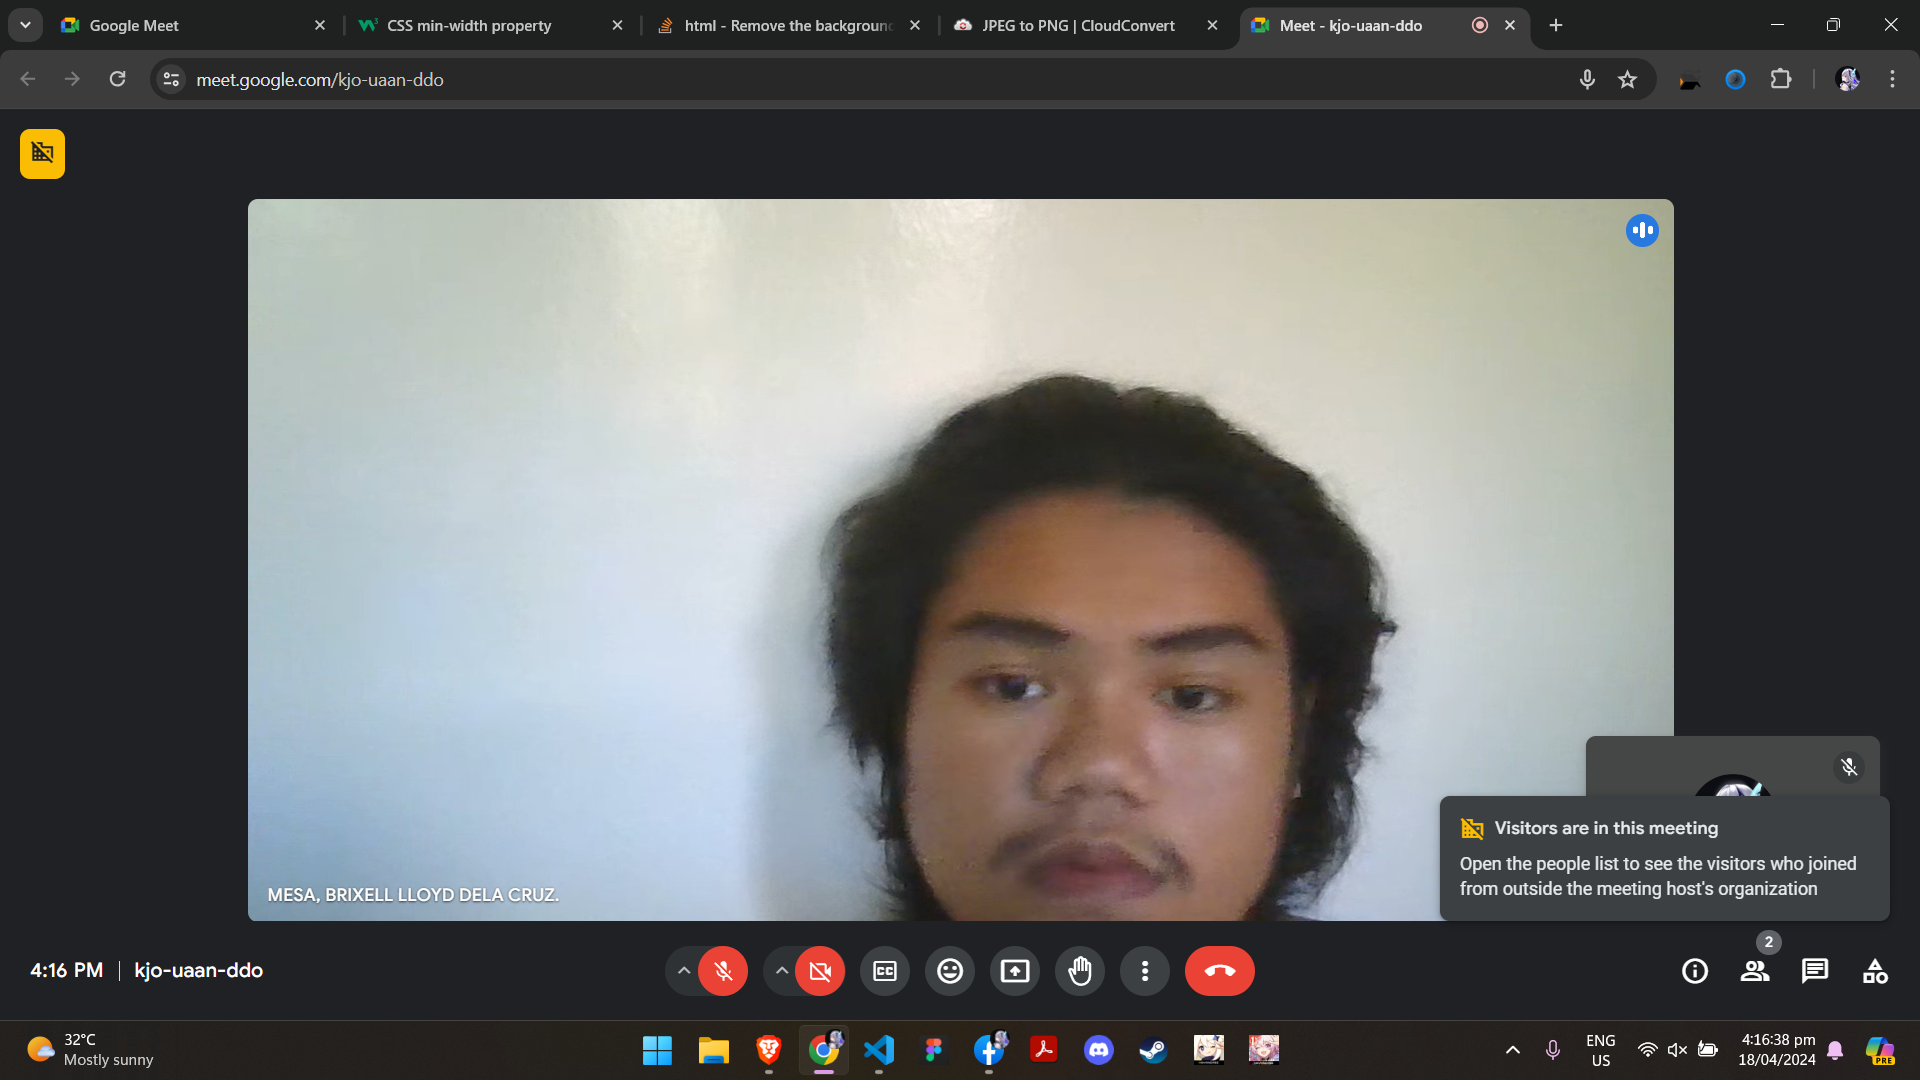 Google Meet
CSS min-width property
html - Remove the background
JPEG to PNG | CloudConvert
Meet - kjo-uaan-ddo
meet.google.com/kjo-uaan-ddo
MESA, BRIXELL LLOYD DELA CRUZ.
Visitors are in this meeting
Open the people list to see the visitors who joined
from outside the meeting host's organization
4:16 PM | kjo-uaan-ddo
CC
2
32°C
Mostly sunny
ENG
US
4:16:38 pm
18/04/2024
PRE